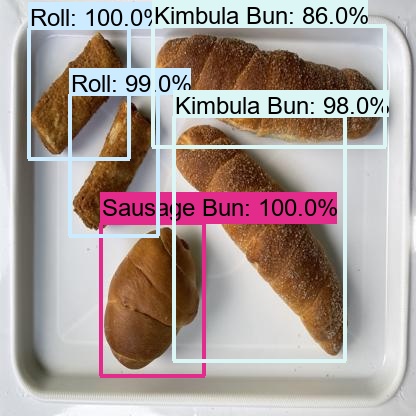 Roll: 100.0%
Kimbula Bun: 86.0%
Roll: 99.0%
Kimbula Bun: 98.0%
Sausage Bun: 100.0%